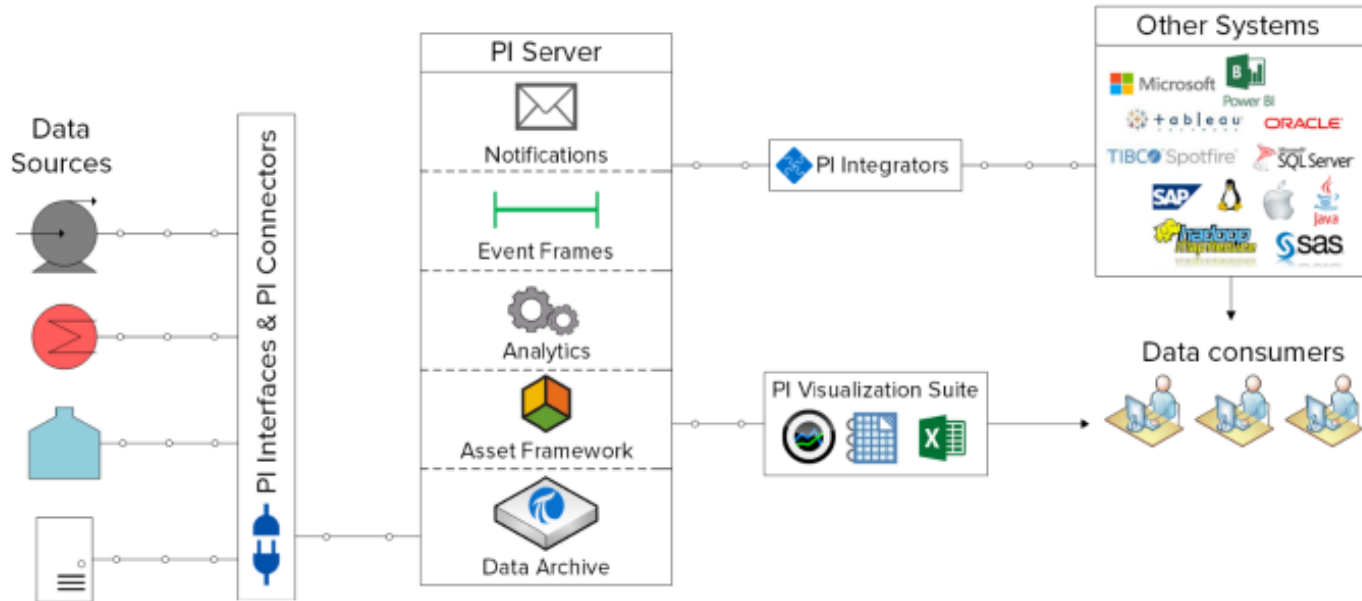 Data
Sources
PI Interfaces & PI Connectors
PI Server
Notifications
Event Frames
Analytics
Asset Framework
Data Archive
PI Integrators
PI Visualization Suite
Other Systems
Microsoft
Power BI
+ableau
ORACLE
TIBCO Spotfire
SQL Server
SAP
Java
hadoop
sas
Data consumers